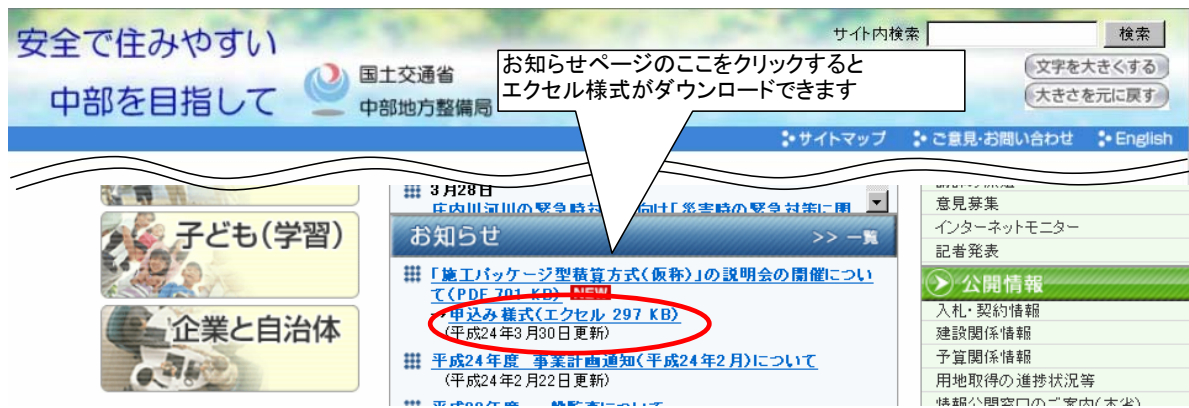 安全で住みやすい
中部を目指して
国土交通省
中部地方整備局
サイト内検索
検索
文字を大きくする
大きさを元に戻す
お知らせページのここをクリックすると
エクセル様式がダウンロードできます
サイトマップ
ご意見・お問い合わせ
English
子ども(学習)
企業と自治体
3月28日
庄内川河川の緊急時対
向け「災害時の緊急対策に関
お知らせ
>> 一覧
「施工パッケージ型積算方式(仮称)」の説明会の開催につい
て(PDF 701 KB) NEW
→申込み様式(エクセル 297 KB)
(平成24年3月30日更新)
平成24年度 事業計画通知(平成24年2月)について
(平成24年2月22日更新)
意見募集
インターネットモニター
記者発表
公開情報
入札・契約情報
建設関係情報
予算関係情報
用地取得の進捗状況等
情報公開窓口のご案内(本省)